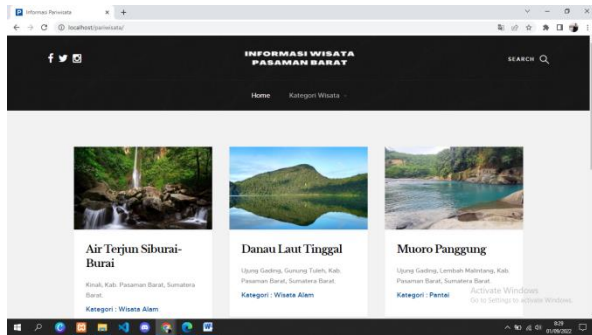 Informasi Pariwisata
localhost/pariwisata/
INFORMASI WISATA
PASAMAN BARAT
SEARCH
Home
Kategori Wisata
Air Terjun Siburai-
Burai
Kinali, Kab. Pasaman Barat, Sumatera
Barat.
Kategori : Wisata Alam
Danau Laut Tinggal
Ujung Gading, Gunung Tuleh, Kab.
Pasaman Barat, Sumatera Barat.
Kategori : Wisata Alam
Muoro Panggung
Ujung Gading, Lembah Malintang, Kab.
Pasaman Barat, Sumatera Barat.
Kategori : Pantai
Activate Windows
Go to Settings to activate Windows.
8:29
01/09/2022